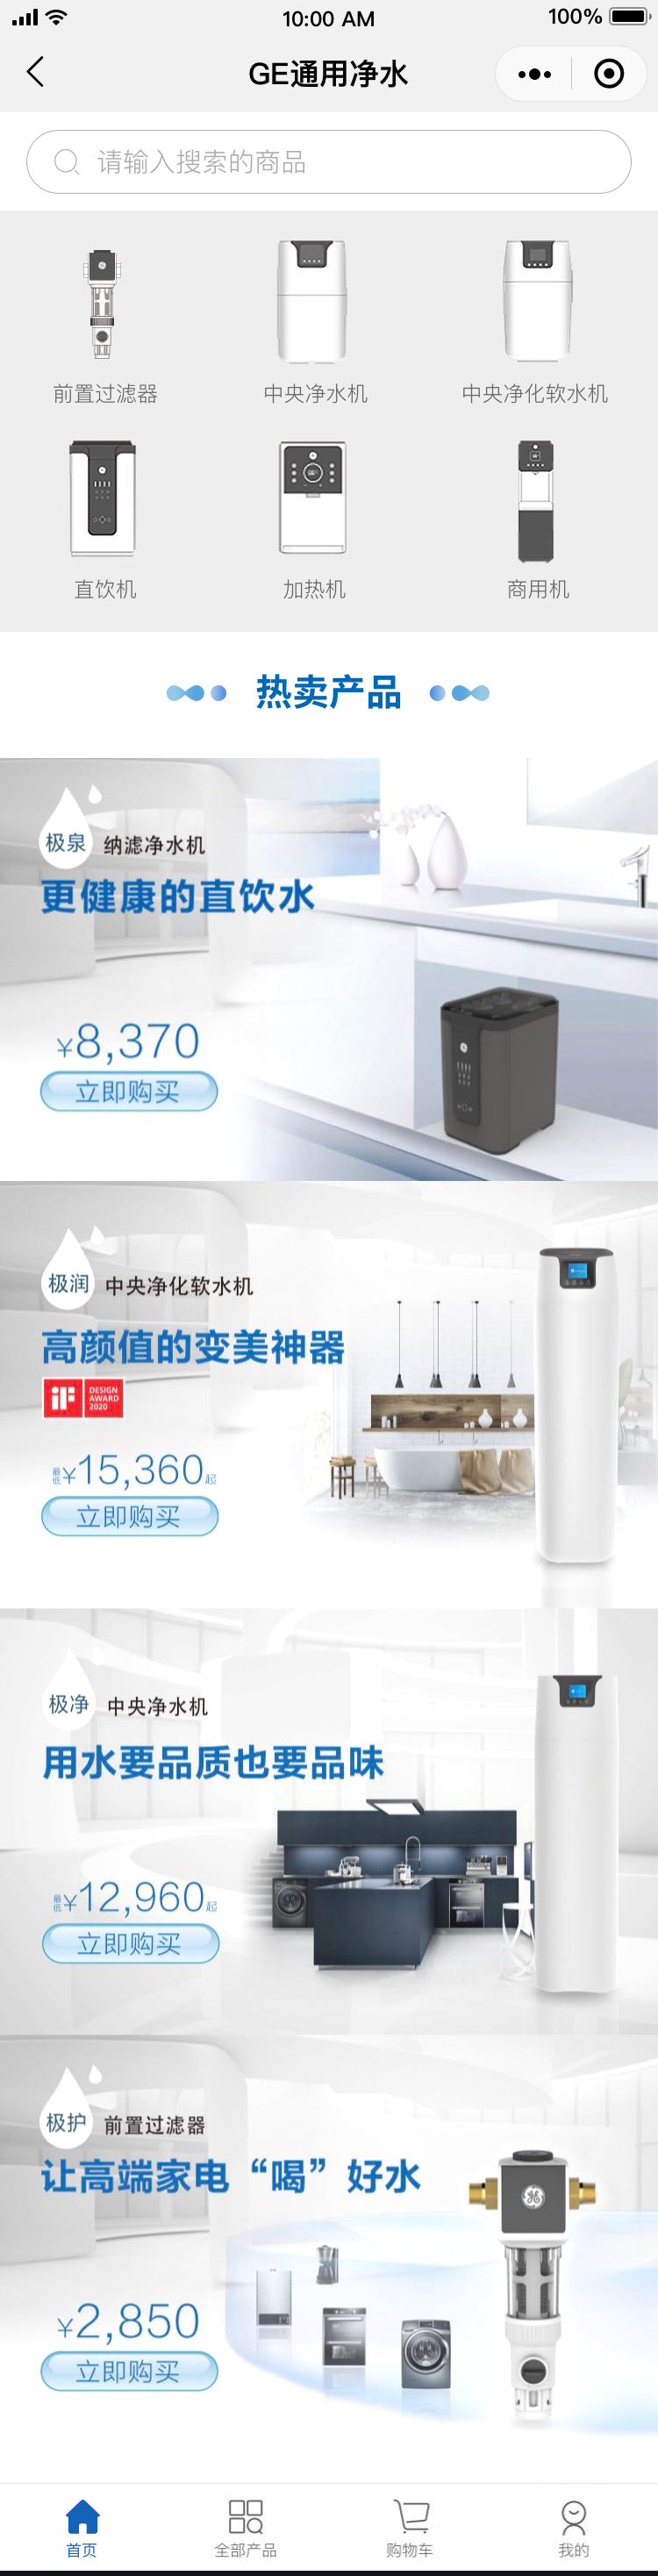 10:00 AM
100%
GE通用净水
请输入搜索的商品
前置过滤器
中央净水机
中央净化软水机
直饮机
加热机
商用机
热卖产品
极泉 纳滤净水机
更健康的直饮水
¥8,370
立即购买
极润 中央净化软水机
高颜值的变美神器
iF DESIGN
AWARD
2020
最低¥15,360起
立即购买
极净 中央净水机
用水要品质也要品味
最低¥12,960起
立即购买
极护 前置过滤器
让高端家电“喝”好水
¥2,850
立即购买
首页
全部产品
购物车
我的